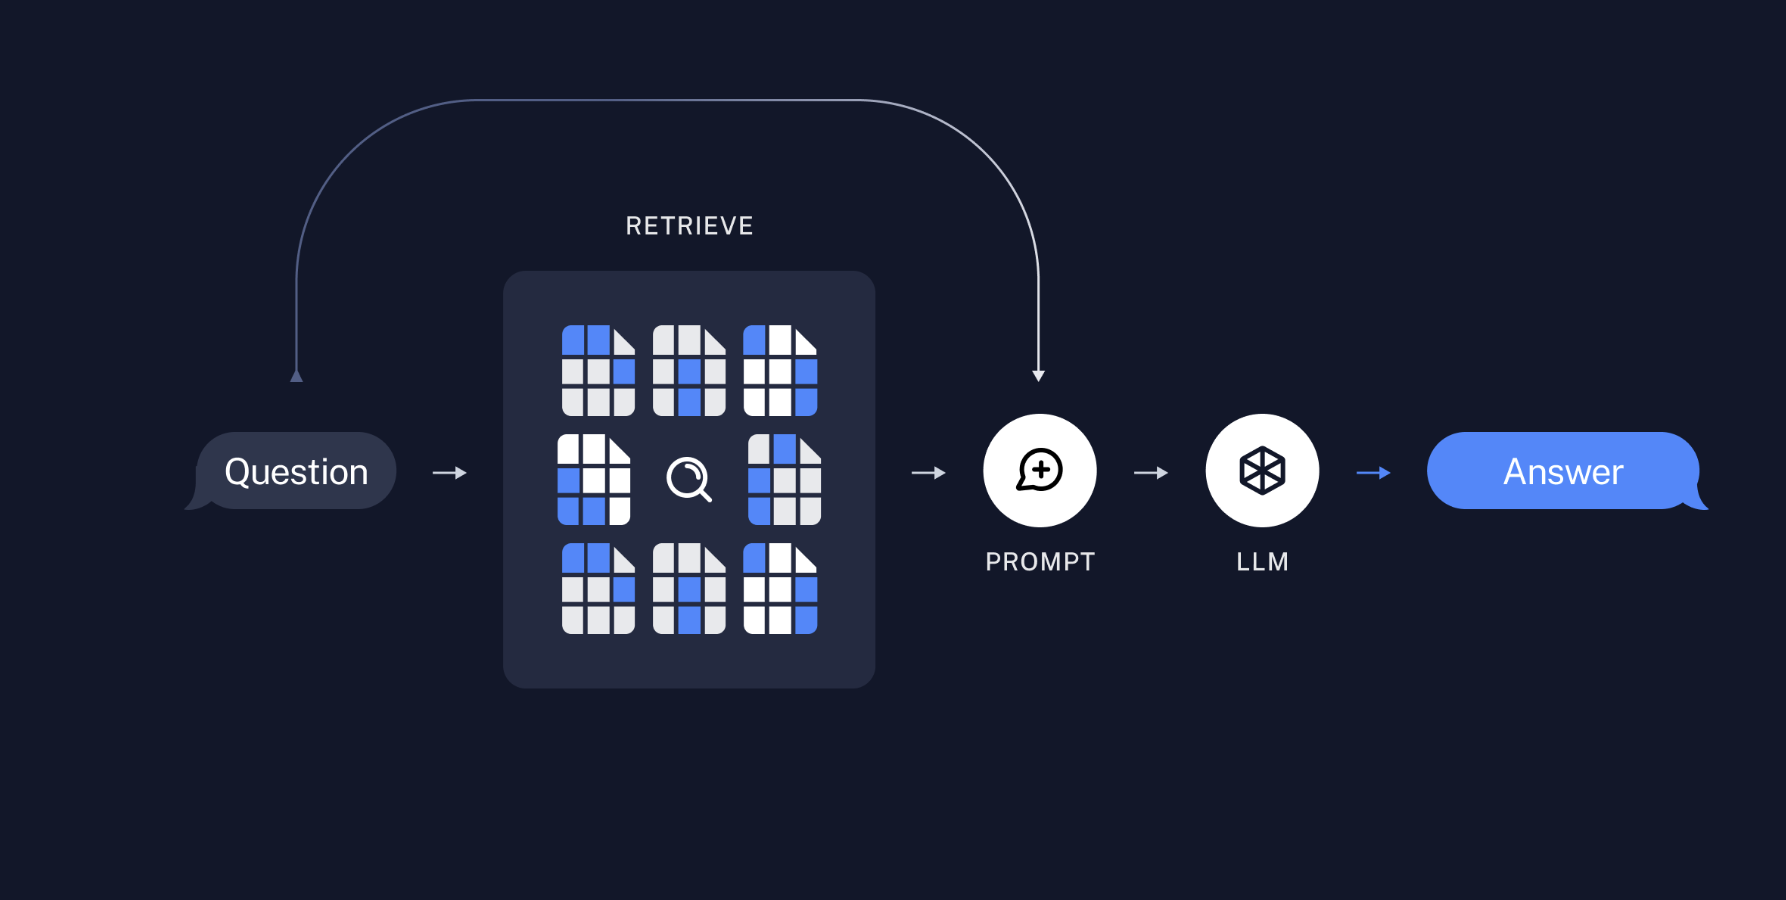 RETRIEVE
Question
Answer
PROMPT
LLM